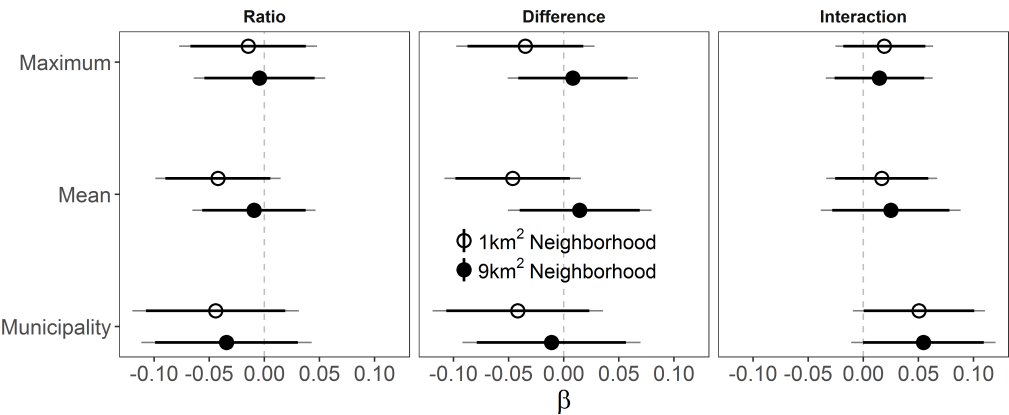 Ratio Difference Interaction
Maximum
Mean
1km² Neighborhood
9km² Neighborhood
Municipality
-0.10 -0.05 0.00 0.05 0.10 -0.10 -0.05 0.00 0.05 0.10 -0.10 -0.05 0.00 0.05 0.10
β